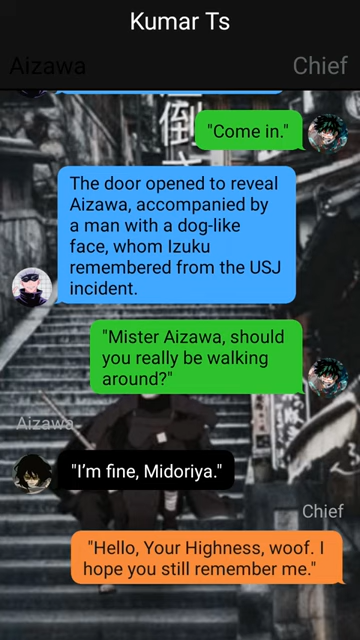 Kumar Ts
Aizawa
Chief
"Come in."
The door opened to reveal
Aizawa, accompanied by
a man with a dog-like
face, whom Izuku
remembered from the USJ
incident.
"Mister Aizawa, should
you really be walking
around?"
Aizawa
"I'm fine, Midoriya."
Chief
"Hello, Your Highness, woof. I
hope you still remember me."